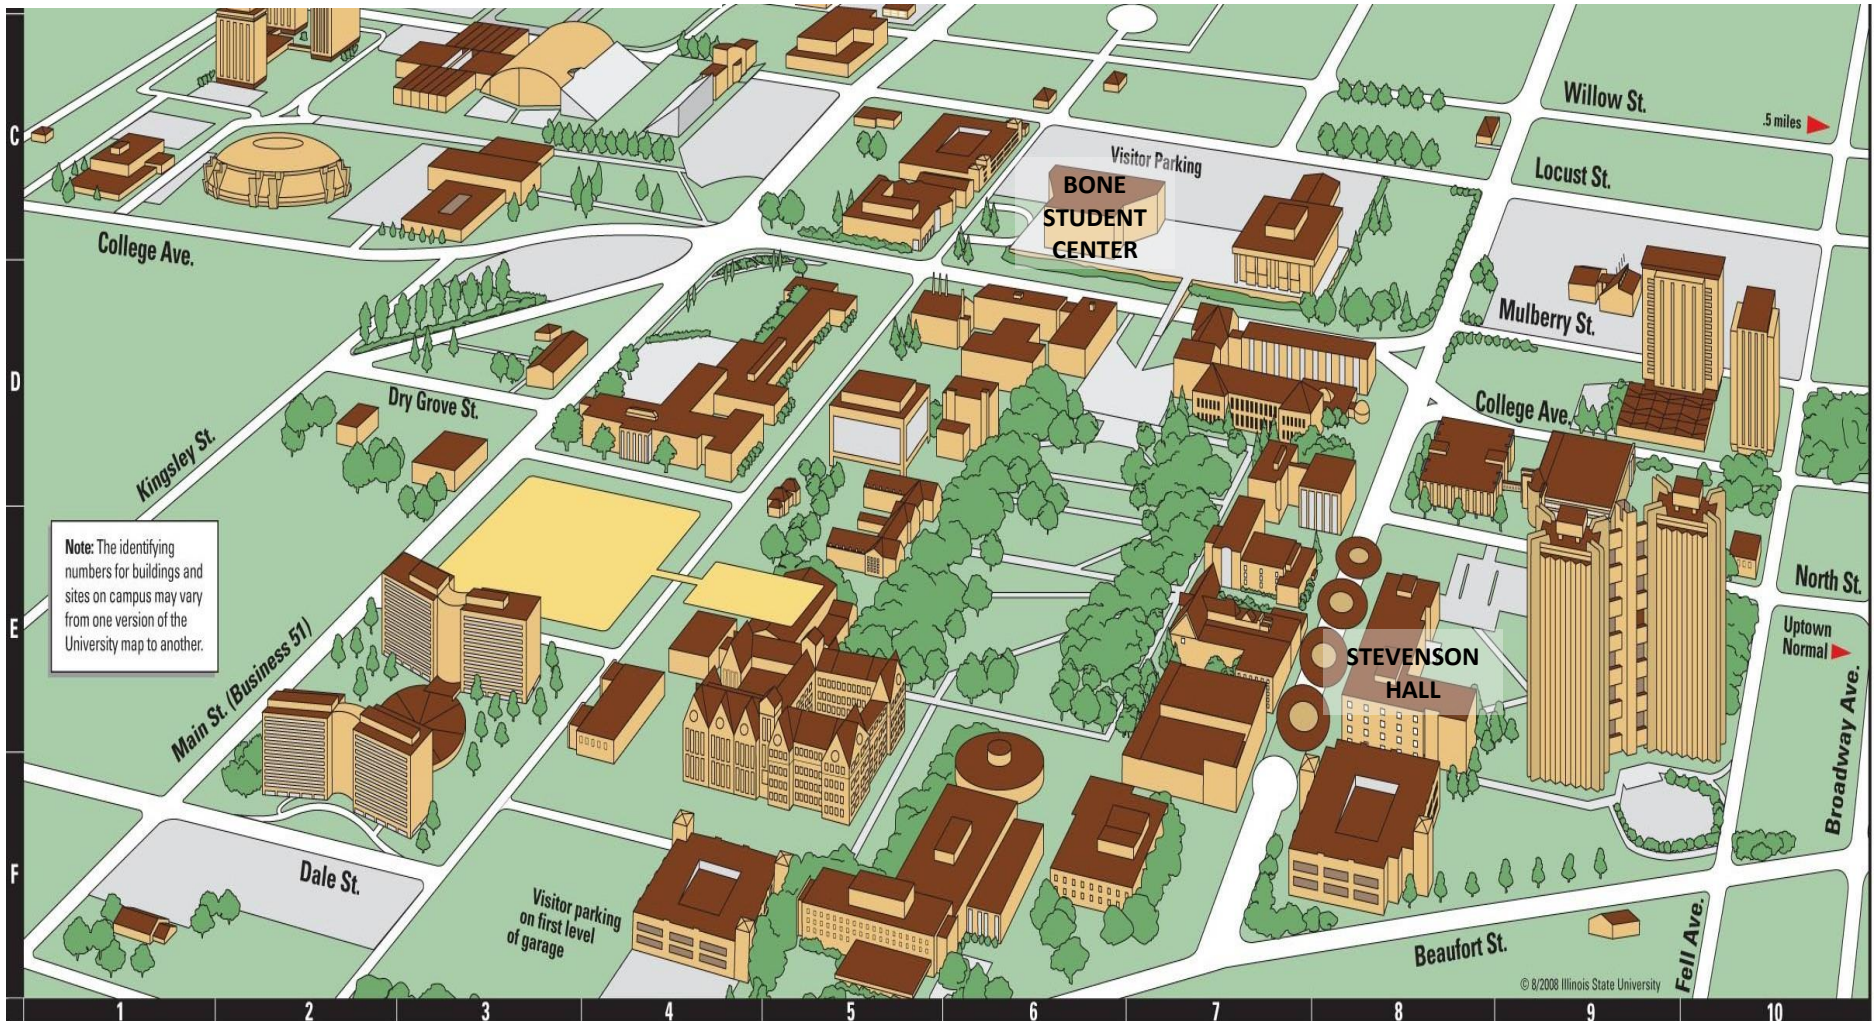 C
D
E
F
Willow St.
.5 miles
Locust St.
Visitor Parking
BONE
STUDENT
CENTER
College Ave.
Mulberry St.
College Ave.
Dry Grove St.
Kingsley St.
Note: The identifying
numbers for buildings and
sites on campus may vary
from one version of the
University map to another.
North St.
Uptown
Normal
Main St. (Business 51)
STEVENSON
HALL
Broadway Ave.
Dale St.
Visitor parking
on first level
of garage
Beaufort St.
Fell Ave.
© 8/2008 Illinois State University
1
2
3
4
5
6
7
8
9
10